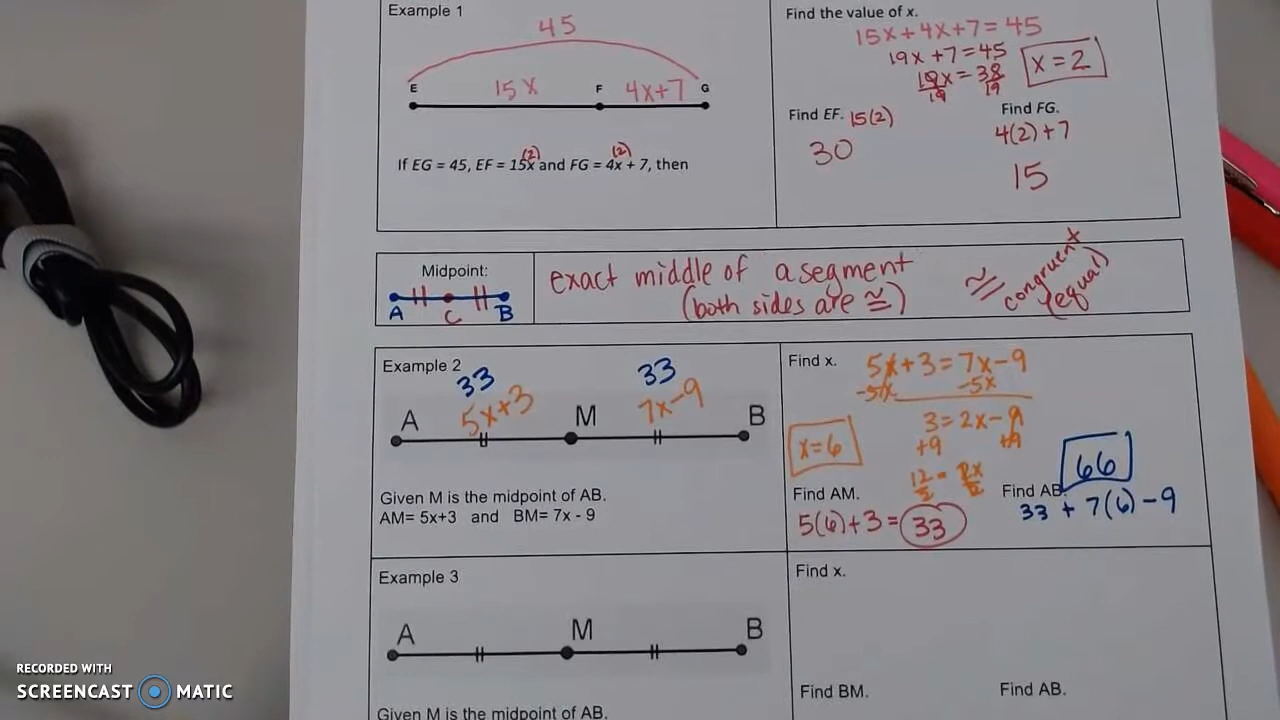 Example 1
45
E
15x
F
4x+7
G
(2)
(2)
If EG = 45, EF = 15x and FG = 4x + 7, then
Find the value of x.
15x+4x+7=45
19x+7=45
19x = 38
19
19
x=2
Find EF. 15(2)
30
Find FG.
4(2)+7
15
Midpoint:
A
C
B
exact middle of a segment
(both sides are ≅)
≅
congruent
(equal)
Example 2
33
33
A
5x+3
M
7x-9
B
Given M is the midpoint of AB.
AM= 5x+3 and BM= 7x - 9
Find x.
5x+3=7x-9
-5x
-5x
3=2x-9
+9
+9
12 = 2x
2
2
x=6
Find AM.
5(6)+3=33
Find AB.
66
33 + 7(6)-9
Example 3
A
M
B
Given M is the midpoint of AB.
Find x.
Find BM.
Find AB.
RECORDED WITH
SCREENCAST MATIC